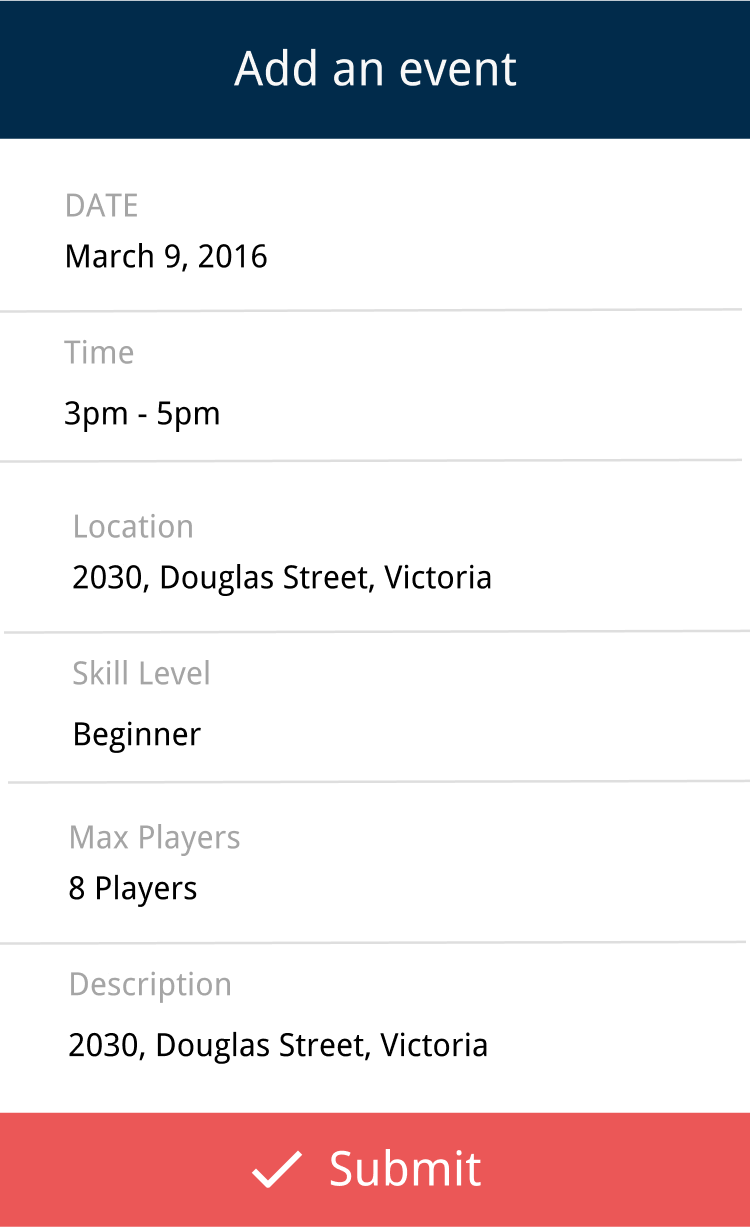 Add an event
DATE
March 9, 2016
Time
3pm - 5pm
Location
2030, Douglas Street, Victoria
Skill Level
Beginner
Max Players
8 Players
Description
2030, Douglas Street, Victoria
Submit